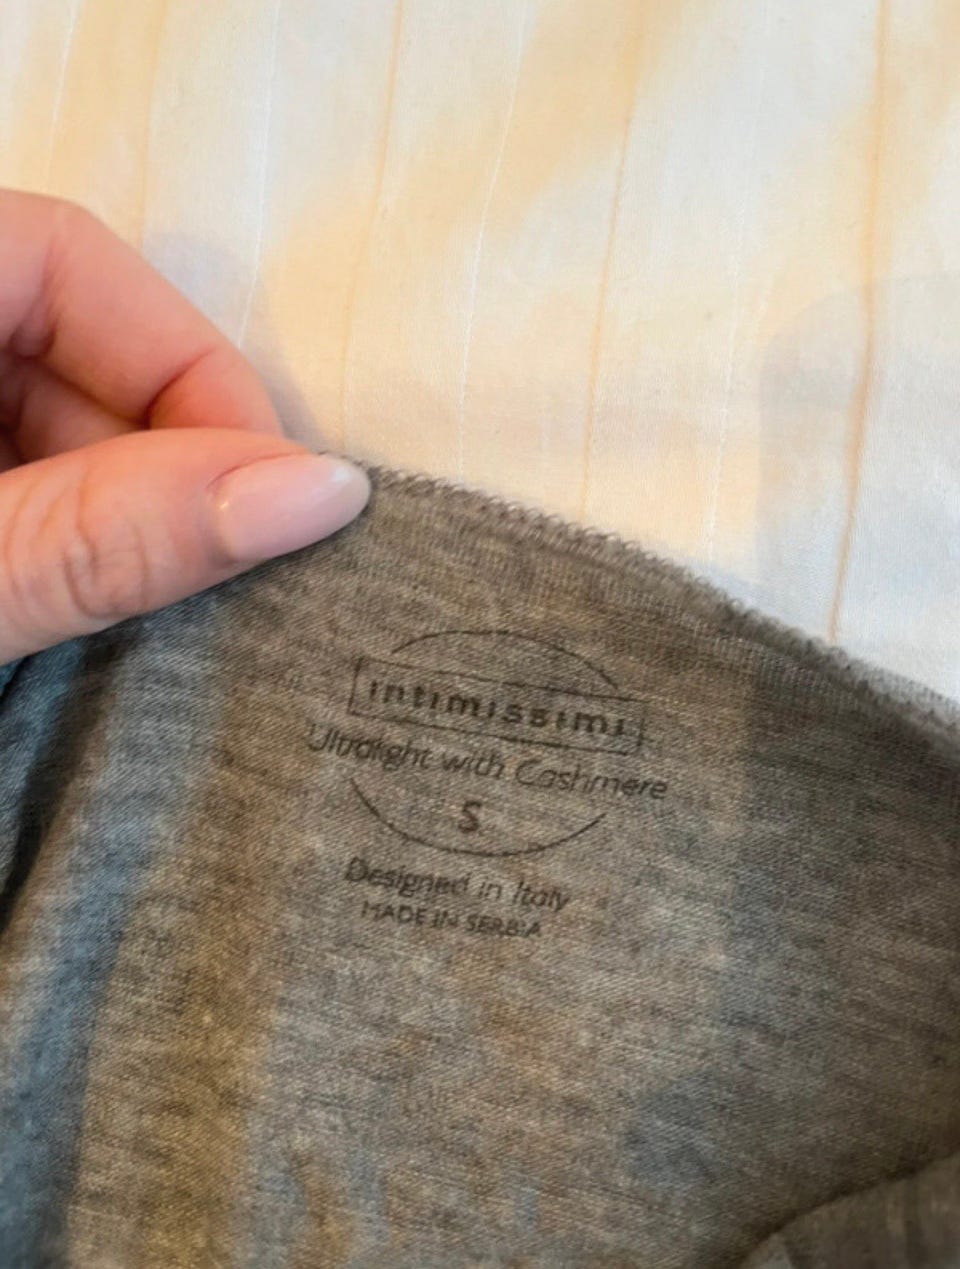 intimissimi
Ultralight with Cashmere
S
Designed in Italy
MADE IN SERBIA